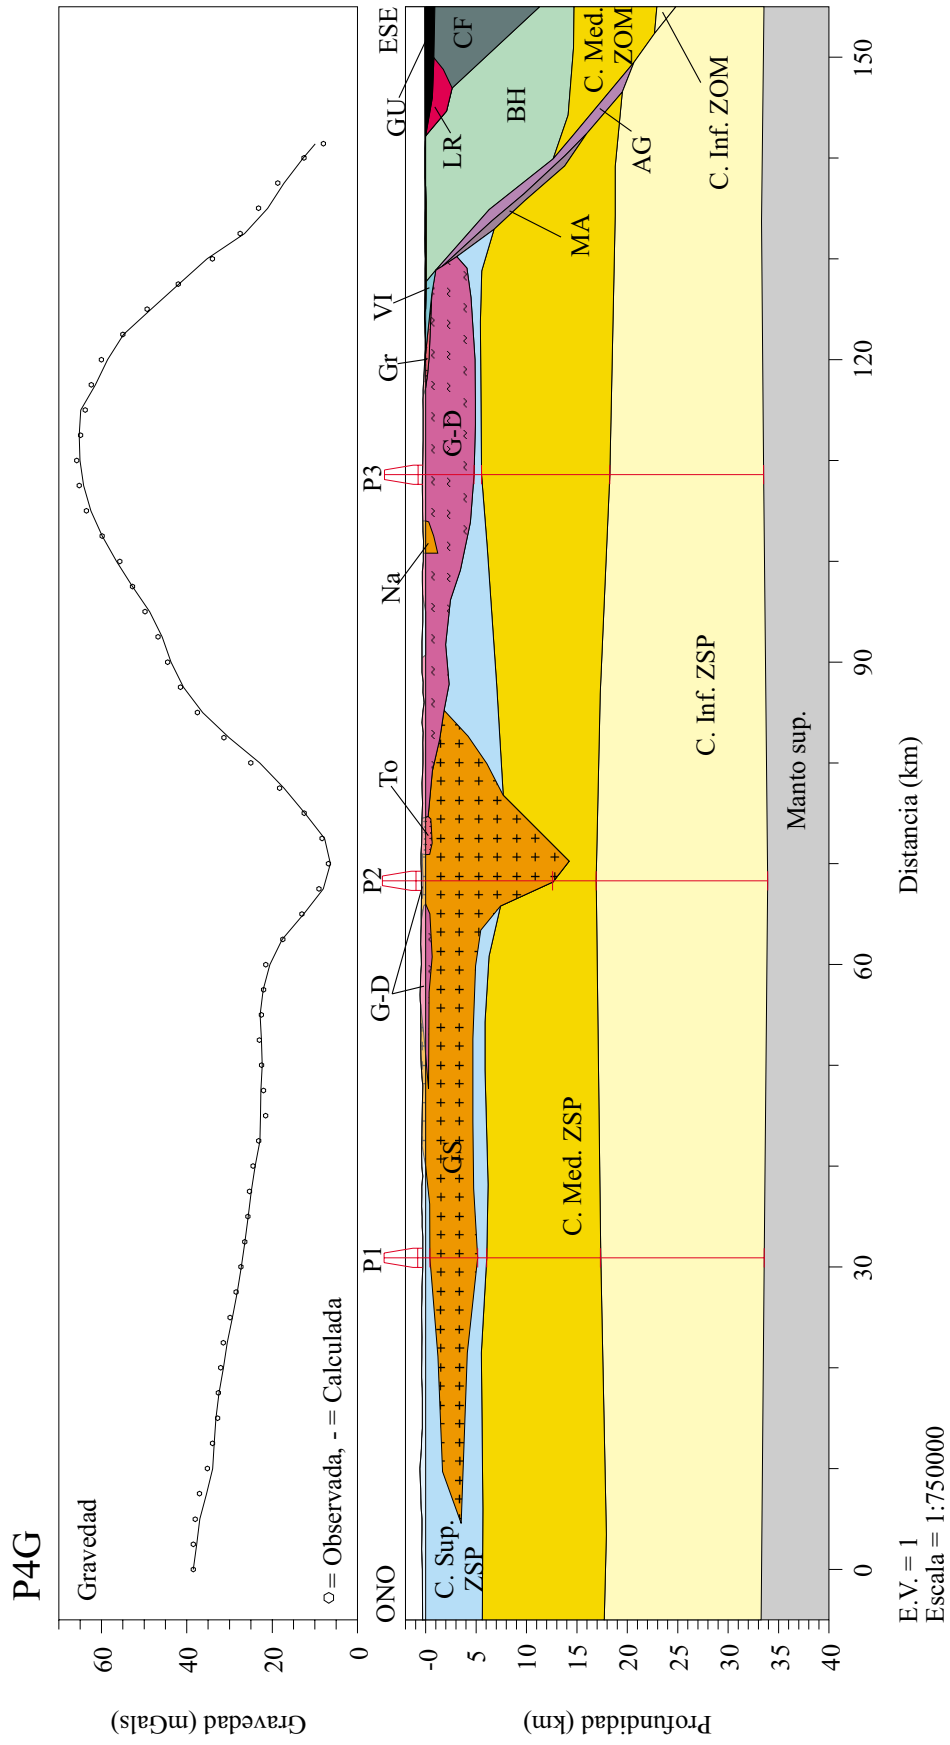 P4G
Gravedad
60
40
20
0
Gravedad (mGals)
○ = Observada, - = Calculada
ONO
P1
G-D
P2
To
Na
P3
Gr
VI
GU
ESE
C. Sup.
ZSP
GS
G-D
LR
CF
BH
C. Med.
ZOM
MA
AG
C. Med. ZSP
C. Inf. ZOM
C. Inf. ZSP
Manto sup.
-0
5
10
15
20
25
30
35
40
Profundidad (km)
0
30
60
90
120
150
Distancia (km)
E.V. = 1
Escala = 1:750000